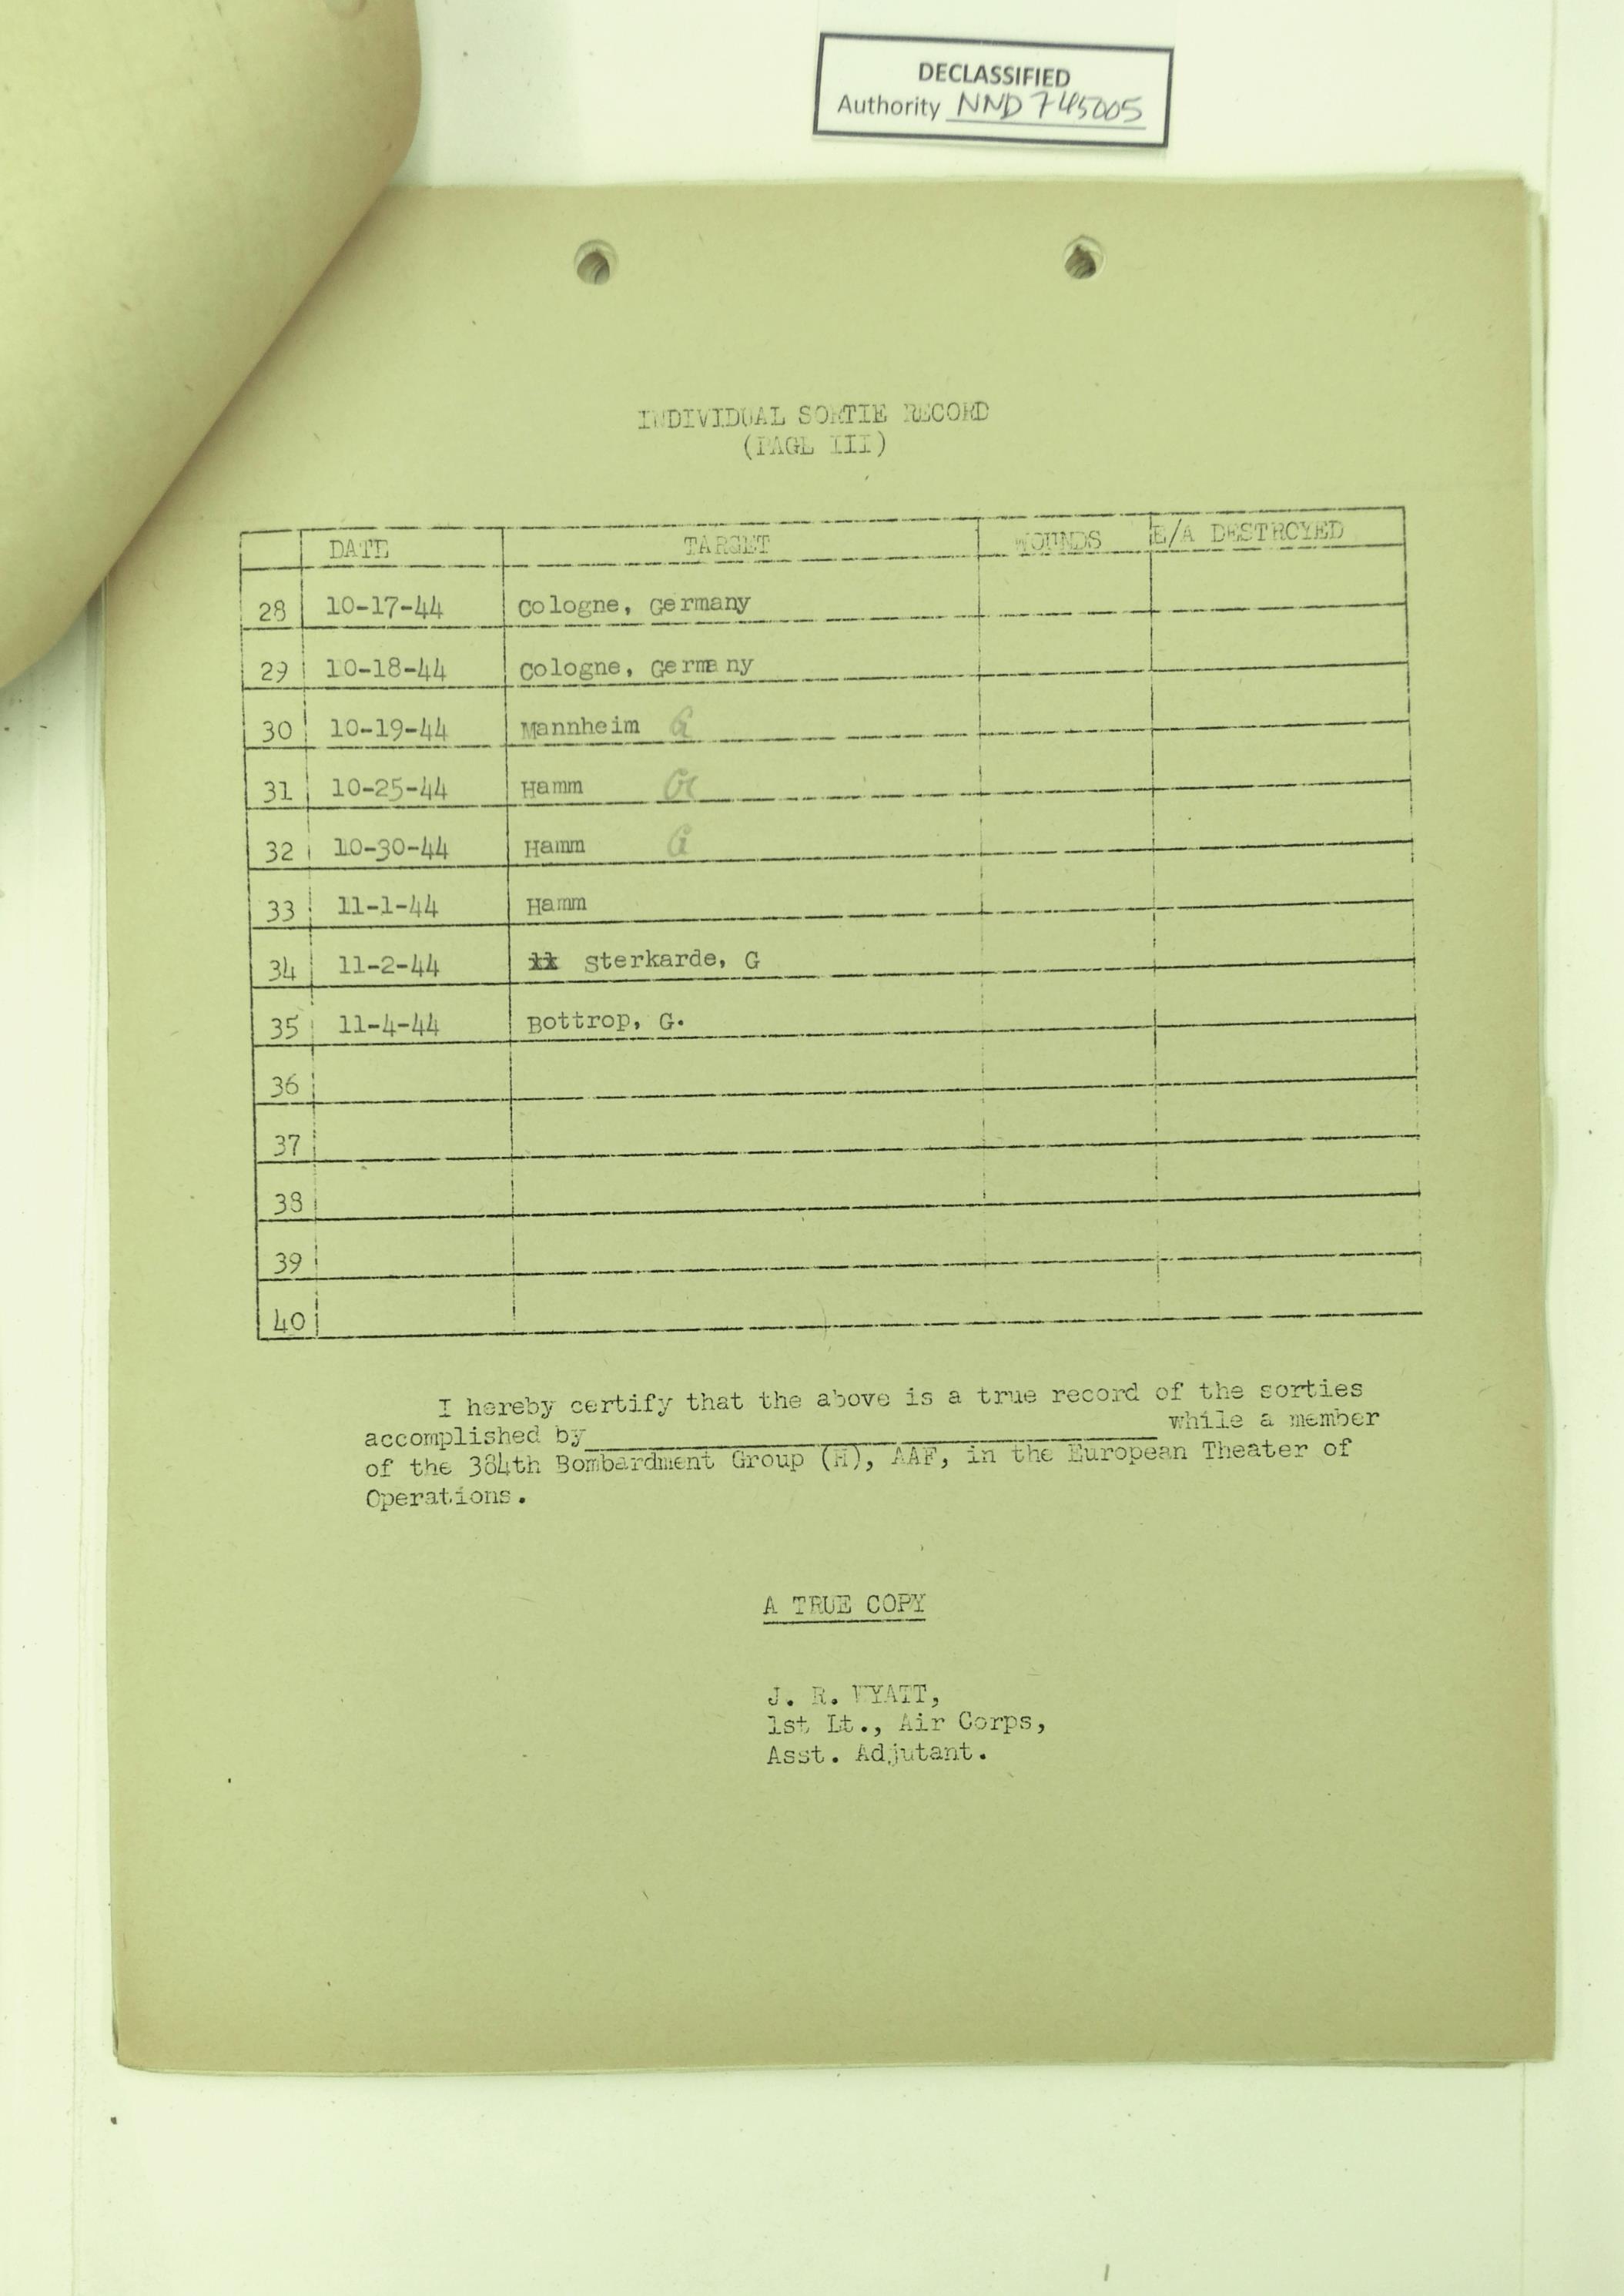 DECLASSIFIED
Authority NND 745005
INDIVIDUAL SORTIE RECORD
(PAGE III)
DATE TARGET WOUNDS E/A DESTROYED
28 10-17-44 Cologne, Germany
29 10-18-44 Cologne, Germany
30 10-19-44 Mannheim G
31 10-25-44 Hamm G
32 10-30-44 Hamm G
33 11-1-44 Hamm
34 11-2-44 Sterkarde, G
35 11-4-44 Bottrop, G.
36
37
38
39
40
I hereby certify that the above is a true record of the sorties
accomplished by while a member
of the 384th Bombardment Group (H), AAF, in the European Theater of
Operations.
A TRUE COPY
J. R. WYATT,
1st Lt., Air Corps,
Asst. Adjutant.